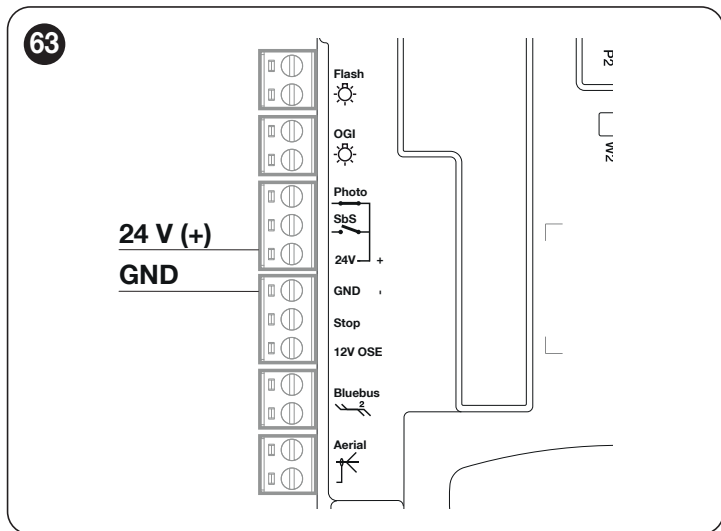 63
Flash
OGI
Photo
SbS
24 V (+)
24V +
GND
GND -
Stop
12V OSE
Bluebus
2
Aerial
P2
W2